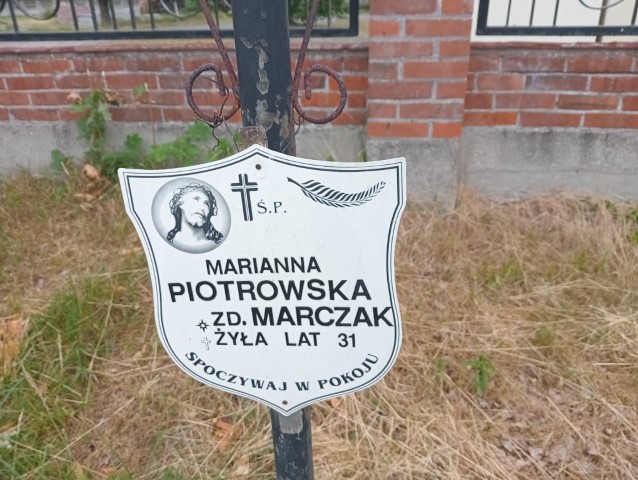 Ś.P.
MARIANNA
PIOTROWSKA
ZD. MARCZAK
ŻYŁA LAT 31
SPOCZYWAJ W POKOJU